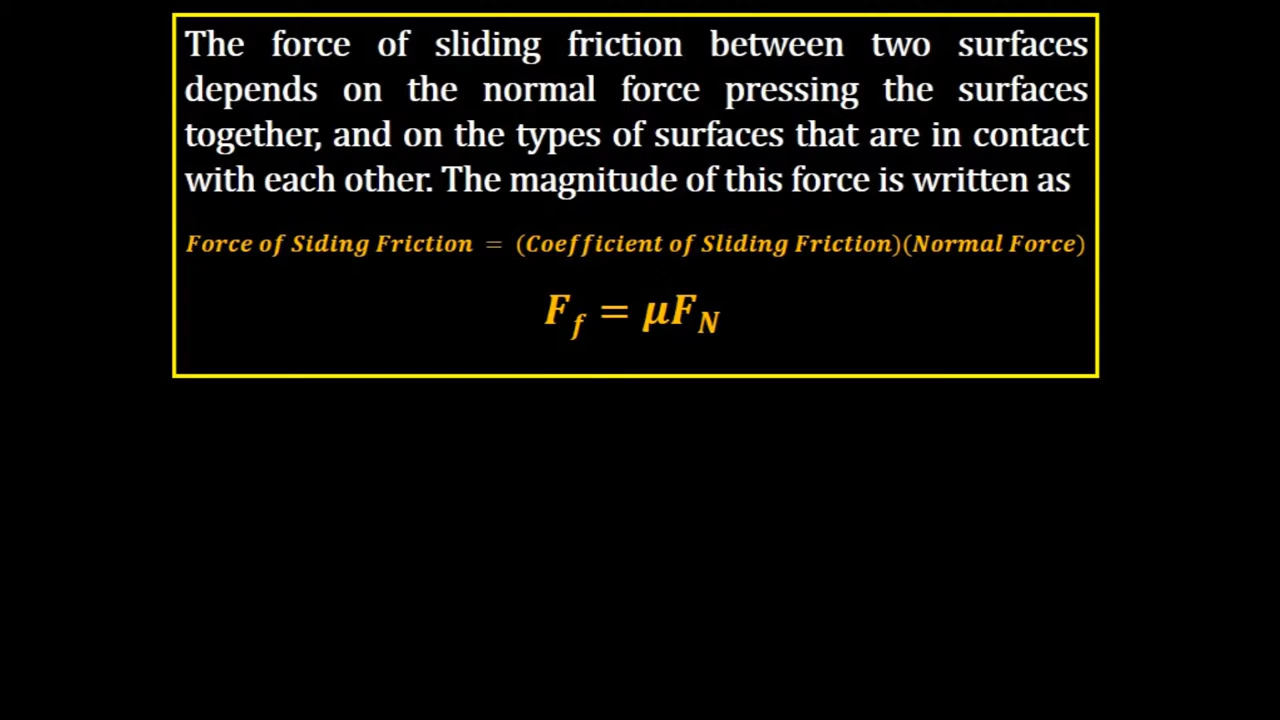 The force of sliding friction between two surfaces
depends on the normal force pressing the surfaces
together, and on the types of surfaces that are in contact
with each other. The magnitude of this force is written as
Force of Siding Friction = (Coefficient of Sliding Friction)(Normal Force)
F_f = μF_N